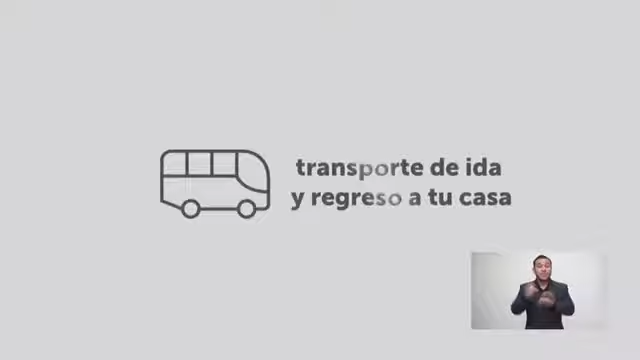 transporte de ida
y regreso a tu casa